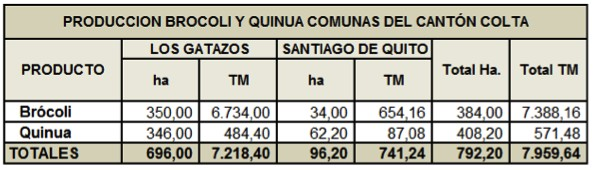 PRODUCCION BROCOLI Y QUINUA COMUNAS DEL CANTÓN COLTA
PRODUCTO LOS GATAZOS SANTIAGO DE QUITO Total Ha. Total TM
ha TM ha TM
Brócoli 350,00 6.734,00 34,00 654,16 384,00 7.388,16
Quinua 346,00 484,40 62,20 87,08 408,20 571,48
TOTALES 696,00 7.218,40 96,20 741,24 792,20 7.959,64